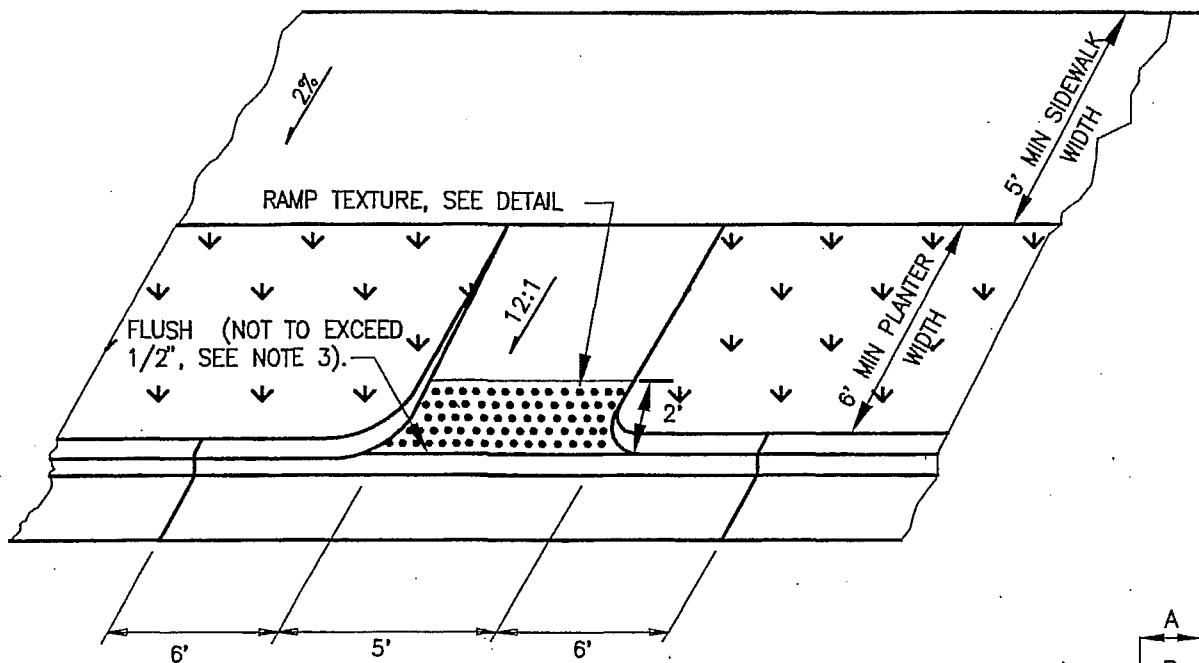 2%
5' MIN SIDEWALK
WIDTH
RAMP TEXTURE, SEE DETAIL
12:1
FLUSH (NOT TO EXCEED
1/2", SEE NOTE 3).
6' MIN PLANTER
WIDTH
2'
6'
5'
6'
A